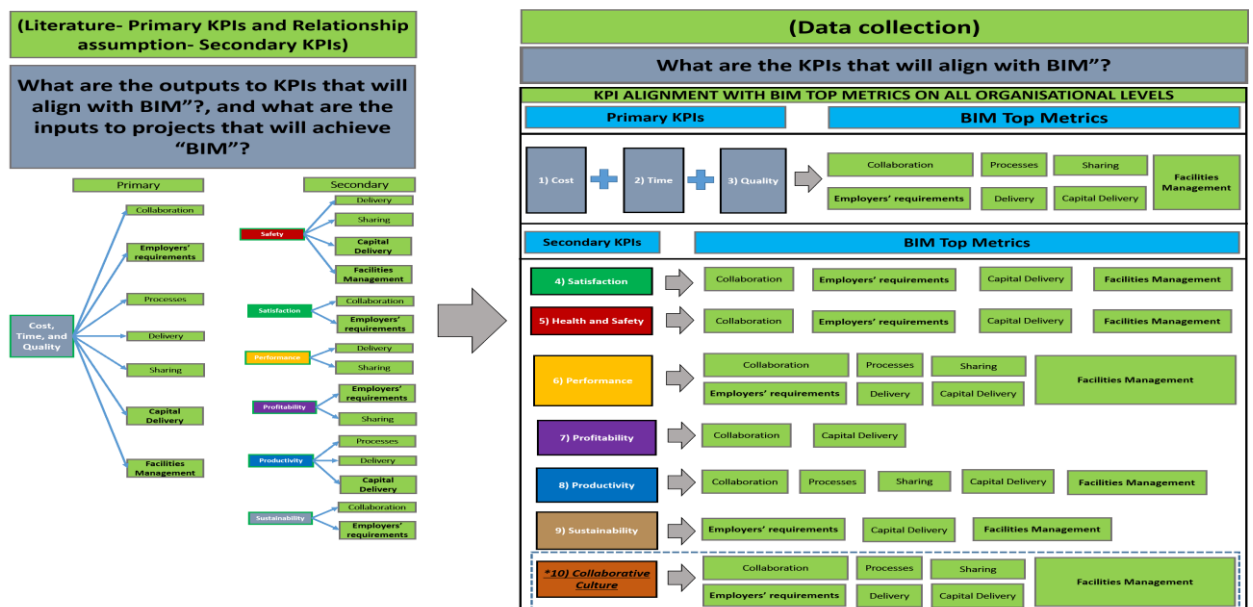 (Literature- Primary KPIs and Relationship
assumption- Secondary KPIs)
What are the outputs to KPIs that will
align with BIM”?, and what are the
inputs to projects that will achieve
“BIM”?
Primary
Collaboration
Employers’
requirements
Processes
Cost,
Time, and
Quality
Delivery
Sharing
Capital
Delivery
Facilities
Management
Secondary
Safety
Delivery
Sharing
Capital
Delivery
Facilities
Management
Satisfaction
Collaboration
Employers’
requirements
Performance
Delivery
Sharing
Profitability
Employers’
requirements
Sharing
Productivity
Processes
Delivery
Capital
Delivery
Sustainability
Collaboration
Employers’
requirements
(Data collection)
What are the KPIs that will align with BIM”?
KPI ALIGNMENT WITH BIM TOP METRICS ON ALL ORGANISATIONAL LEVELS
Primary KPIs
BIM Top Metrics
1) Cost
2) Time
3) Quality
Collaboration
Processes
Sharing
Facilities
Management
Employers’ requirements
Delivery
Capital Delivery
Secondary KPIs
BIM Top Metrics
4) Satisfaction
Collaboration
Employers’ requirements
Capital Delivery
Facilities Management
5) Health and Safety
Collaboration
Employers’ requirements
Capital Delivery
Facilities Management
6) Performance
Collaboration
Processes
Sharing
Facilities Management
Employers’ requirements
Delivery
Capital Delivery
7) Profitability
Collaboration
Capital Delivery
8) Productivity
Collaboration
Processes
Sharing
Capital Delivery
Facilities Management
9) Sustainability
Employers’ requirements
Capital Delivery
Facilities Management
*10) Collaborative
Culture
Collaboration
Processes
Sharing
Facilities Management
Employers’ requirements
Delivery
Capital Delivery